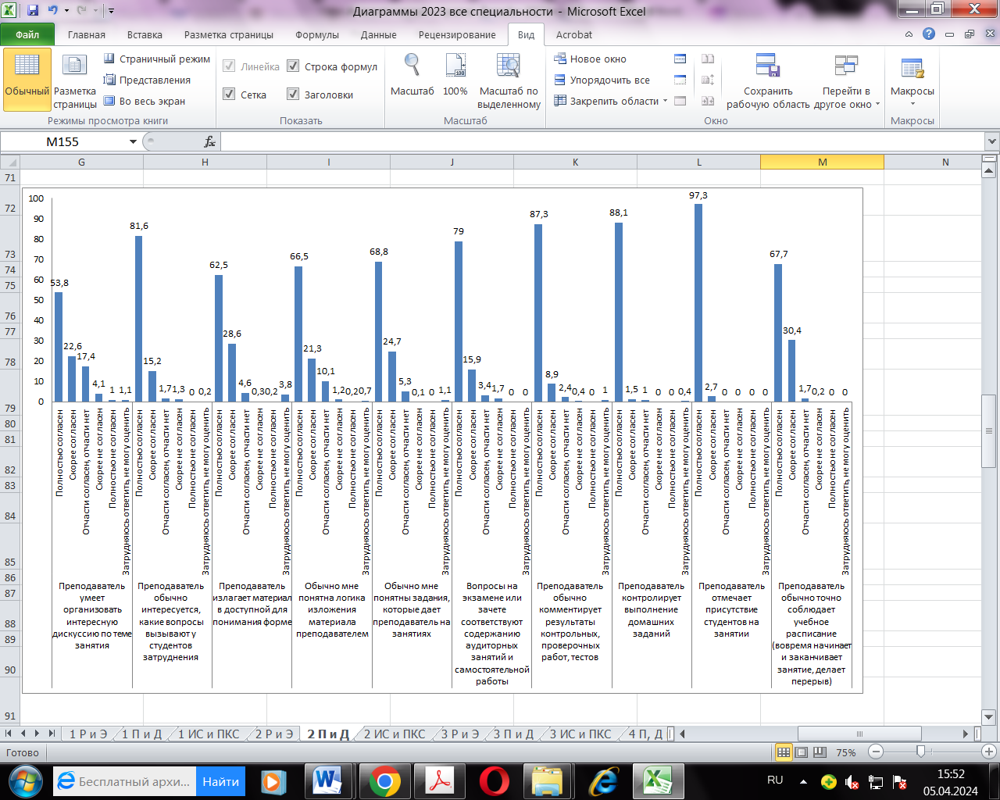 Диаграммы 2023 все специальности - Microsoft Excel
Файл Главная Вставка Разметка страницы Формулы Данные Рецензирование Вид Acrobat
Обычный
Разметка страницы
Страничный режим
Представления
Во весь экран
Режимы просмотра книги
Линейка
Строка формул
Сетка
Заголовки
Показать
Масштаб
100%
Масштаб по выделенному
Масштаб
Новое окно
Упорядочить все
Закрепить области
Сохранить рабочую область
Перейти в другое окно
Окно
Макросы
Макросы
M155
fx
G H I J K L M N
71
72
73
74
75
76
77
78
79
80
81
82
83
84
85
86
87
88
89
90
91
100
90
80
70
60
50
40
30
20
10
0
53,8 22,6 17,4 4,1 1 1,1
81,6 15,2 1,7 1,3 0 0,2
62,5 28,6 4,6 0,3 0,2 3,8
66,5 21,3 10,1 1,2 0,2 0,7
68,8 24,7 5,3 0,1 0 1,1
79 15,9 3,4 1,7 0 0
87,3 8,9 2,4 0,4 0 1
88,1 1,5 1 0 0 0,4
97,3 2,7 0 0 0 0
67,7 30,4 1,7 0,2 0 0
Полностью согласен
Скорее согласен
Отчасти согласен, отчасти нет
Скорее не согласен
Полностью не согласен
Затрудняюсь ответить, не могу оценить
Полностью согласен
Скорее согласен
Отчасти согласен, отчасти нет
Скорее не согласен
Полностью не согласен
Затрудняюсь ответить, не могу оценить
Полностью согласен
Скорее согласен
Отчасти согласен, отчасти нет
Скорее не согласен
Полностью не согласен
Затрудняюсь ответить, не могу оценить
Полностью согласен
Скорее согласен
Отчасти согласен, отчасти нет
Скорее не согласен
Полностью не согласен
Затрудняюсь ответить, не могу оценить
Полностью согласен
Скорее согласен
Отчасти согласен, отчасти нет
Скорее не согласен
Полностью не согласен
Затрудняюсь ответить, не могу оценить
Полностью согласен
Скорее согласен
Отчасти согласен, отчасти нет
Скорее не согласен
Полностью не согласен
Затрудняюсь ответить, не могу оценить
Полностью согласен
Скорее согласен
Отчасти согласен, отчасти нет
Скорее не согласен
Полностью не согласен
Затрудняюсь ответить, не могу оценить
Полностью согласен
Скорее согласен
Отчасти согласен, отчасти нет
Скорее не согласен
Полностью не согласен
Затрудняюсь ответить, не могу оценить
Полностью согласен
Скорее согласен
Отчасти согласен, отчасти нет
Скорее не согласен
Полностью не согласен
Затрудняюсь ответить, не могу оценить
Полностью согласен
Скорее согласен
Отчасти согласен, отчасти нет
Скорее не согласен
Полностью не согласен
Затрудняюсь ответить, не могу оценить
Преподаватель
умеет
организовать
интересную
дискуссию по теме
занятия
Преподаватель
обычно
интересуется,
какие вопросы
вызывают у
студентов
затруднения
Преподаватель
излагает материал
в доступной для
понимания форме
Обычно мне
понятна логика
изложения
материала
преподавателем
Обычно мне
понятны задания,
которые дает
преподаватель на
занятиях
Вопросы на
экзамене или
зачете
соответствуют
содержанию
аудиторных
занятий и
самостоятельной
работы
Преподаватель
обычно
комментирует
результаты
контрольных,
проверочных
работ, тестов
Преподаватель
контролирует
выполнение
домашних
заданий
Преподаватель
отмечает
присутствие
студентов на
занятии
Преподаватель
обычно точно
соблюдает
учебное
расписание
(вовремя начинает
и заканчивает
занятие, делает
перерыв)
1 Р и Э 1 П и Д 1 ИС и ПКС 2 Р и Э 2 П и Д 2 ИС и ПКС 3 Р и Э 3 П и Д 3 ИС и ПКС 4 П, Д
Готово 75%
Бесплатный архи... Найти
RU
15:52
05.04.2024